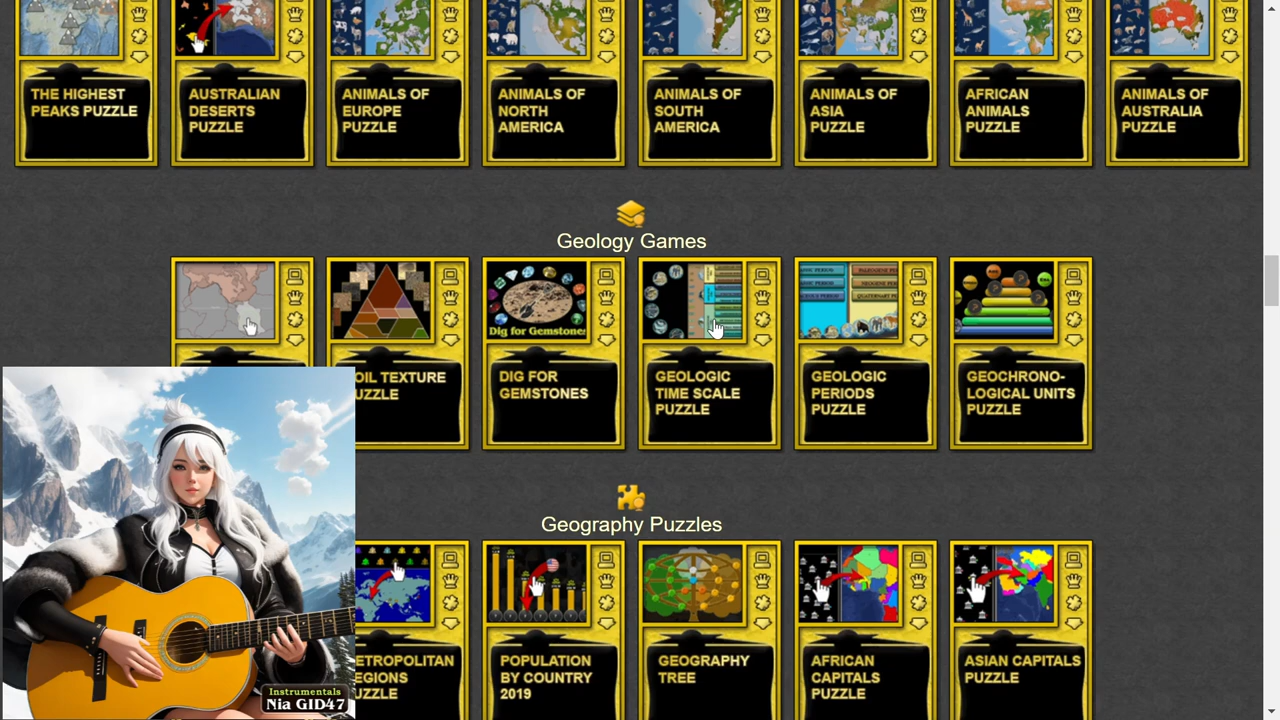 THE HIGHEST
PEAKS PUZZLE
AUSTRALIAN
DESERTS
PUZZLE
ANIMALS OF
EUROPE
PUZZLE
ANIMALS OF
NORTH
AMERICA
ANIMALS OF
SOUTH
AMERICA
ANIMALS OF
ASIA
PUZZLE
AFRICAN
ANIMALS
PUZZLE
ANIMALS OF
AUSTRALIA
PUZZLE
Geology Games
Dig for Gemstones
OIL TEXTURE
UZZLE
DIG FOR
GEMSTONES
GEOLOGIC
TIME SCALE
PUZZLE
GEOLOGIC
PERIODS
PUZZLE
GEOCHRONO-
LOGICAL UNITS
PUZZLE
Geography Puzzles
ETROPOLITAN
EGIONS
UZZLE
POPULATION
BY COUNTRY
2019
GEOGRAPHY
TREE
AFRICAN
CAPITALS
PUZZLE
ASIAN CAPITALS
PUZZLE
Instrumentals
Nia GID47